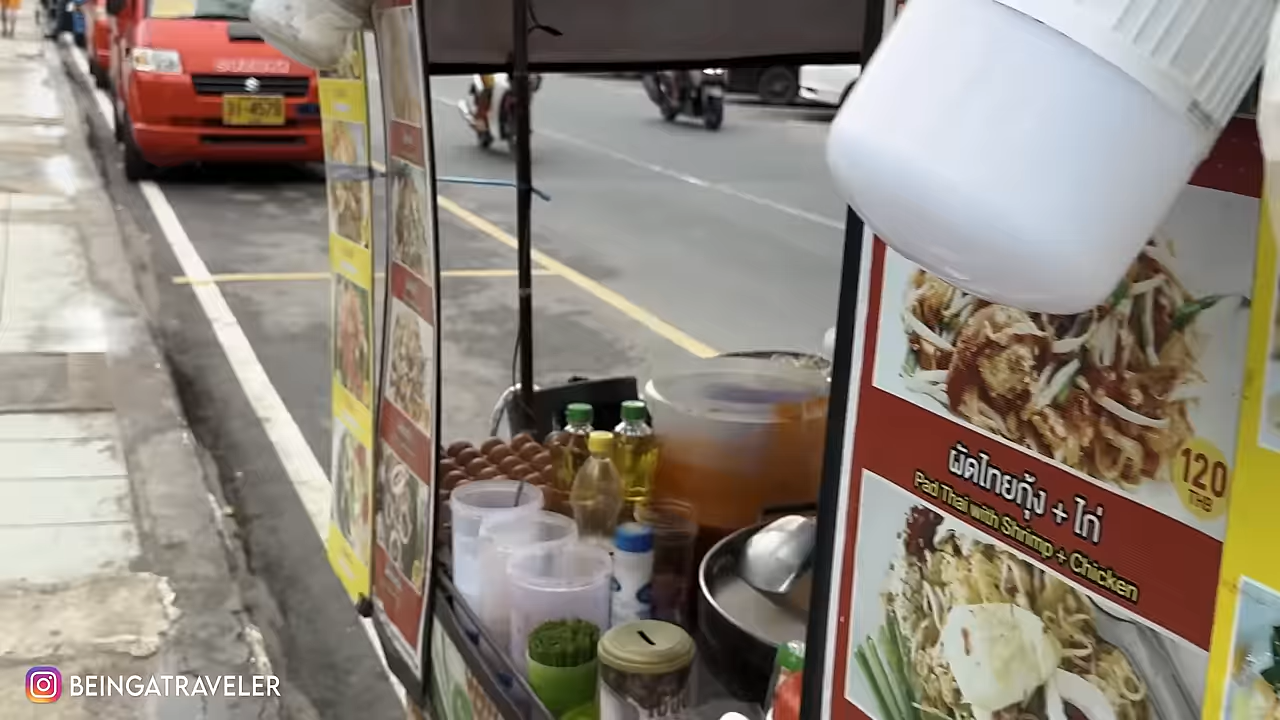 SUZUKI
120
THB
ผัดไทยกุ้ง + ไก่
Pad Thai with Shrimp + Chicken
BEINGATRAVELER